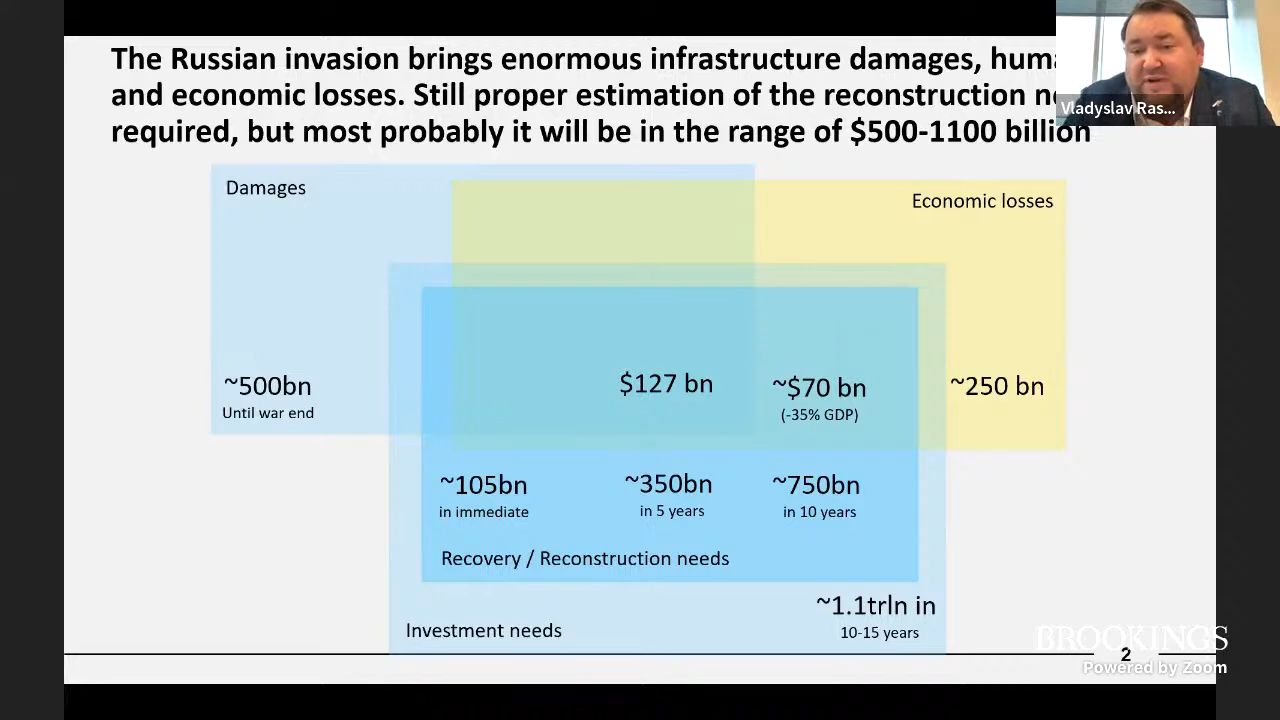 The Russian invasion brings enormous infrastructure damages,
and economic losses. Still proper estimation of the reconstruction
required, but most probably it will be in the range of $500-1100 billion
Vladyslav Ras...
Damages
Economic losses
~500bn
Until war end
$127 bn
~$70 bn
(-35% GDP)
~250 bn
~105bn
in immediate
~350bn
in 5 years
~750bn
in 10 years
Recovery / Reconstruction needs
~1.1trln in
10-15 years
Investment needs
BROOKINGS
2
Powered by Zoom